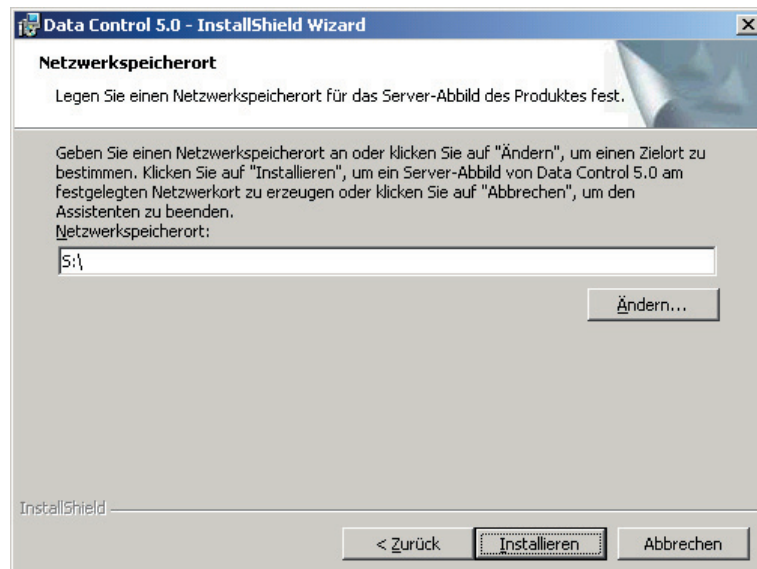 Data Control 5.0 - InstallShield Wizard
Netzwerkspeicherort
Legen Sie einen Netzwerkspeicherort für das Server-Abbild des Produktes fest.
Geben Sie einen Netzwerkspeicherort an oder klicken Sie auf "Ändern", um einen Zielort zu
bestimmen. Klicken Sie auf "Installieren", um ein Server-Abbild von Data Control 5.0 am
festgelegten Netzwerkort zu erzeugen oder klicken Sie auf "Abbrechen", um den
Assistenten zu beenden.
Netzwerkspeicherort:
S:\
Ändern...
InstallShield
< Zurück
Installieren
Abbrechen